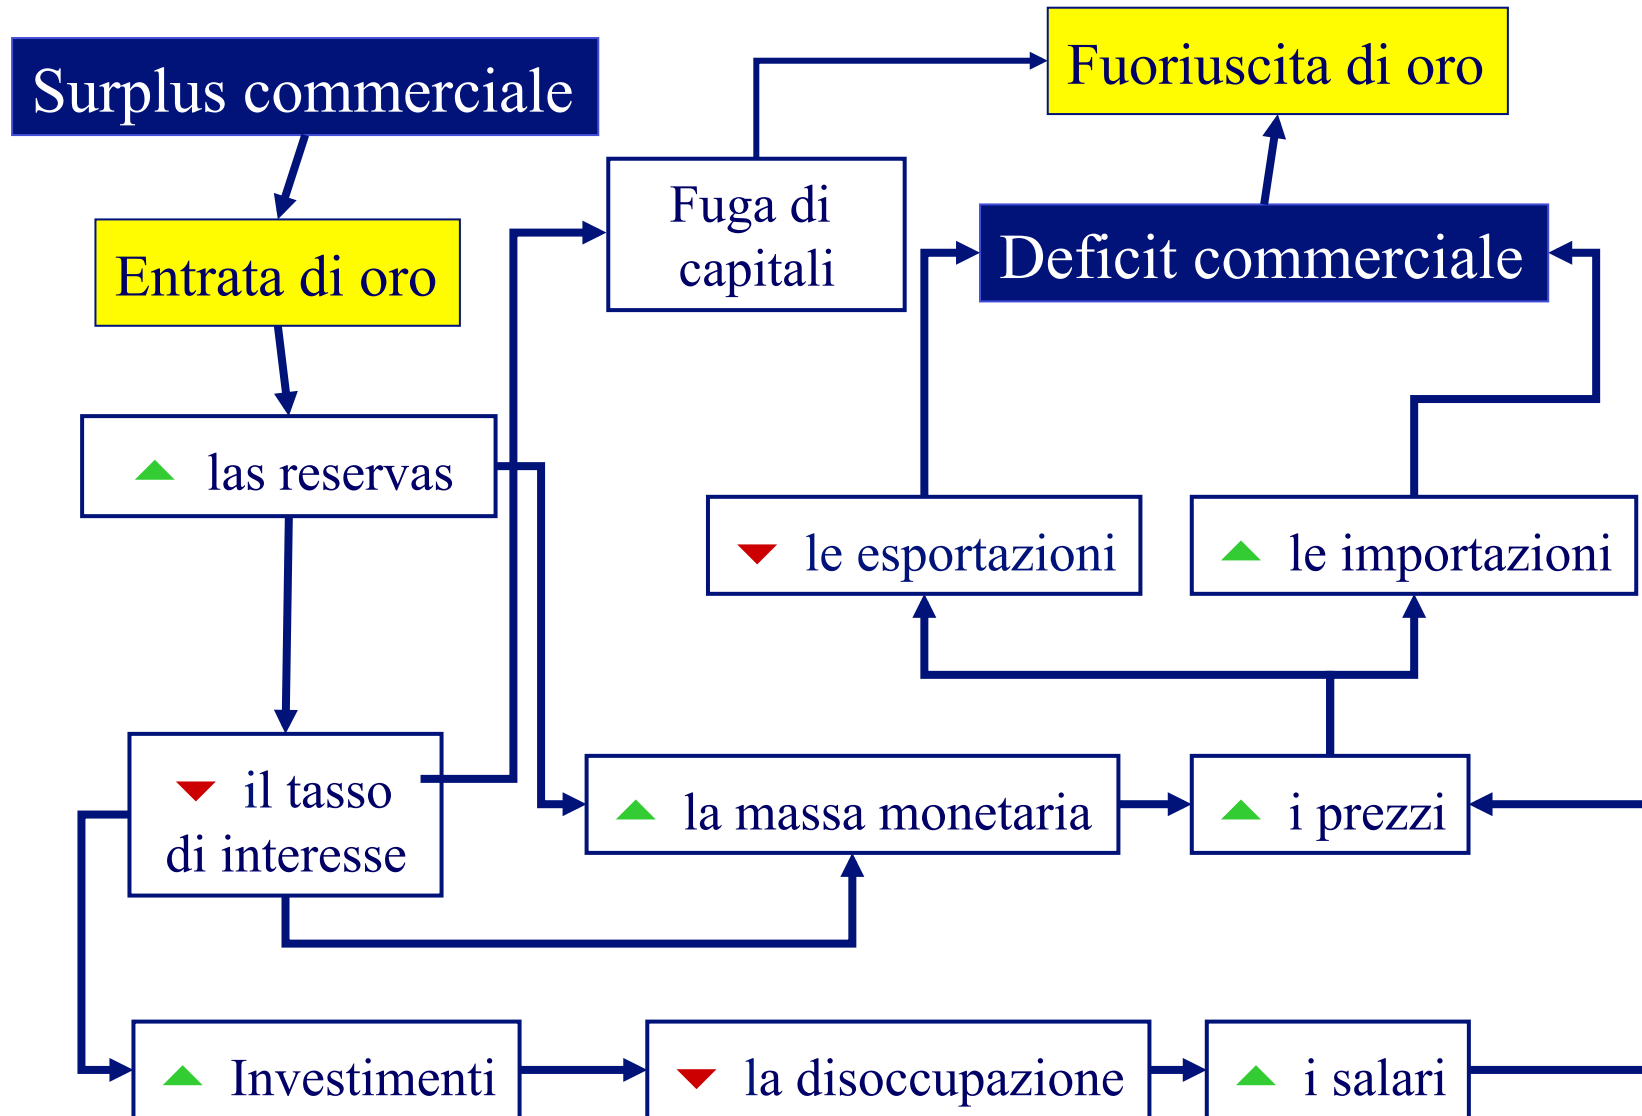 Surplus commerciale
Fuoriuscita di oro
Fuga di
capitali
Entrata di oro
Deficit commerciale
las reservas
le esportazioni
le importazioni
il tasso
di interesse
la massa monetaria
i prezzi
Investimenti
la disoccupazione
i salari